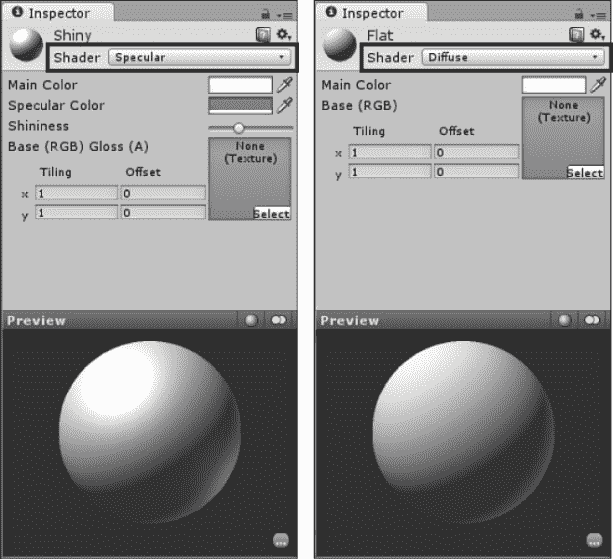 Inspector
Shiny
Shader Specular
Main Color
Specular Color
Shininess
Base (RGB) Gloss (A)
None
(Texture)
Tiling Offset
x 1 0
y 1 0
Select
Preview
Inspector
Flat
Shader Diffuse
Main Color
Base (RGB)
None
(Texture)
Tiling Offset
x 1 0
y 1 0
Select
Preview